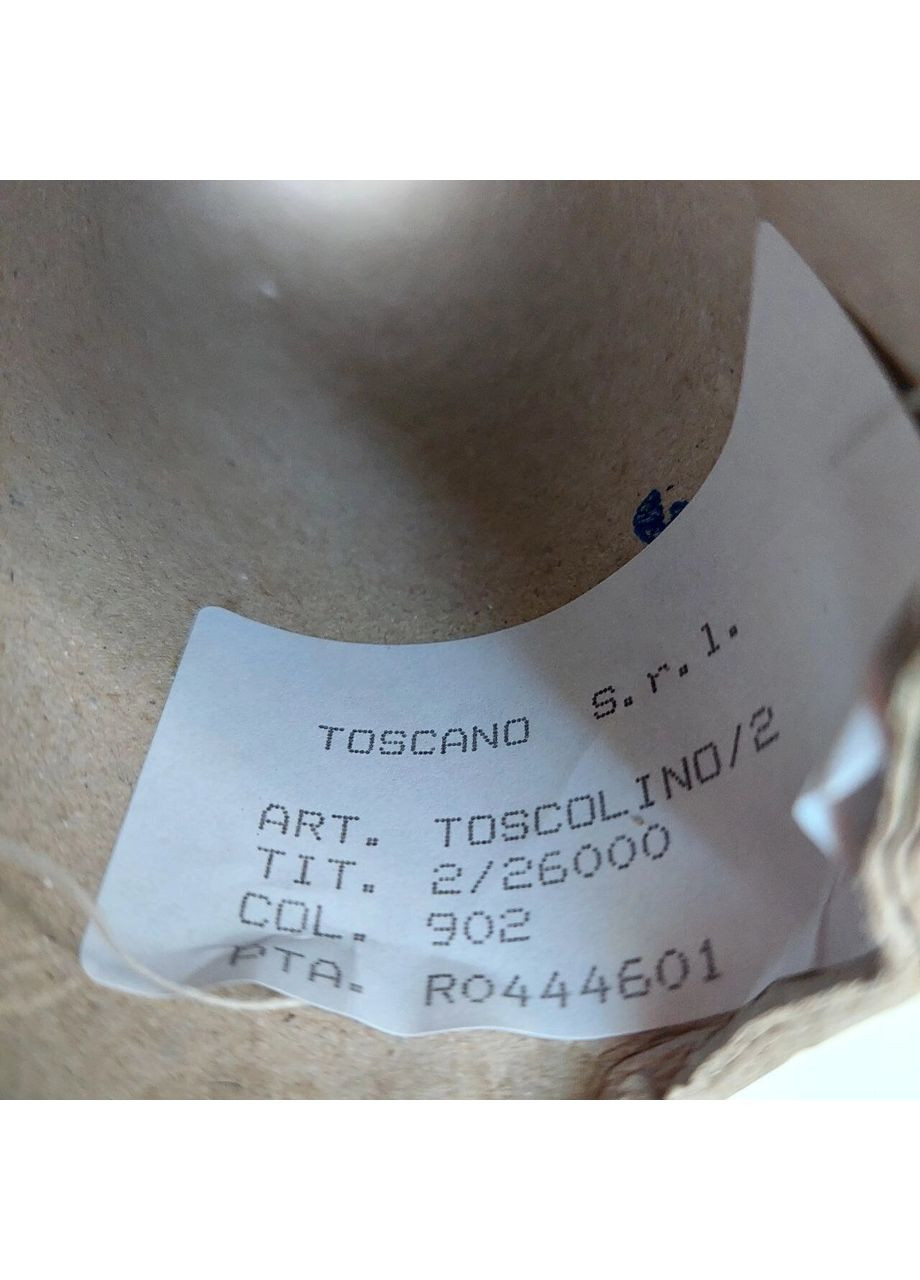 TOSCANO s.r.l.
ART. TOSCOLINO/2
TIT. 2/26000
COL. 902
PTA. R0444601